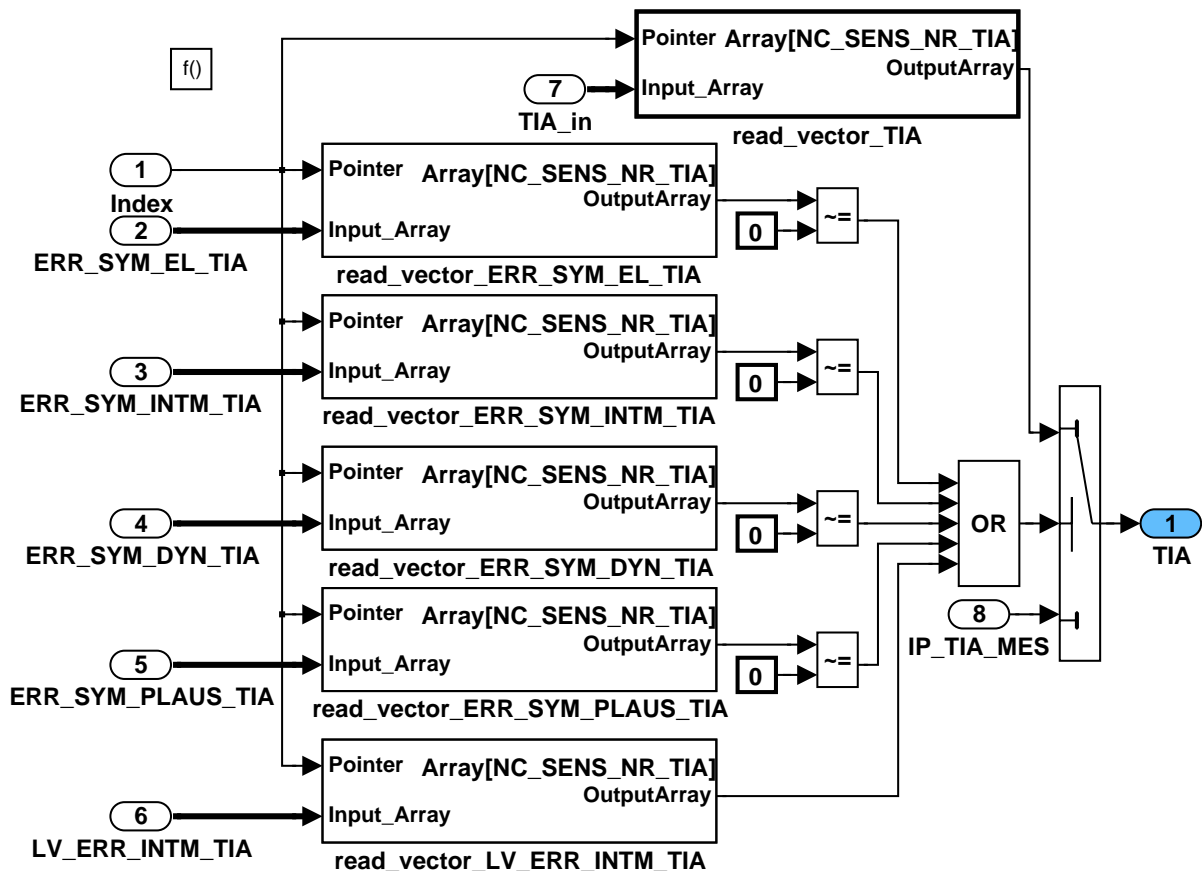 Pointer Array[NC_SENS_NR_TIA]
OutputArray
f()
7
Input_Array
TIA_in
read_vector_TIA
1
Index
Pointer Array[NC_SENS_NR_TIA]
OutputArray
~=
2
Input_Array
0
ERR_SYM_EL_TIA
read_vector_ERR_SYM_EL_TIA
Pointer Array[NC_SENS_NR_TIA]
OutputArray
~=
3
Input_Array
0
ERR_SYM_INTM_TIA
read_vector_ERR_SYM_INTM_TIA
Pointer Array[NC_SENS_NR_TIA]
OutputArray
~=
4
Input_Array
0
OR
1
ERR_SYM_DYN_TIA
read_vector_ERR_SYM_DYN_TIA
TIA
Pointer Array[NC_SENS_NR_TIA]
OutputArray
~=
8
IP_TIA_MES
5
Input_Array
0
ERR_SYM_PLAUS_TIA
read_vector_ERR_SYM_PLAUS_TIA
Pointer Array[NC_SENS_NR_TIA]
OutputArray
6
Input_Array
LV_ERR_INTM_TIA
read_vector_LV_ERR_INTM_TIA